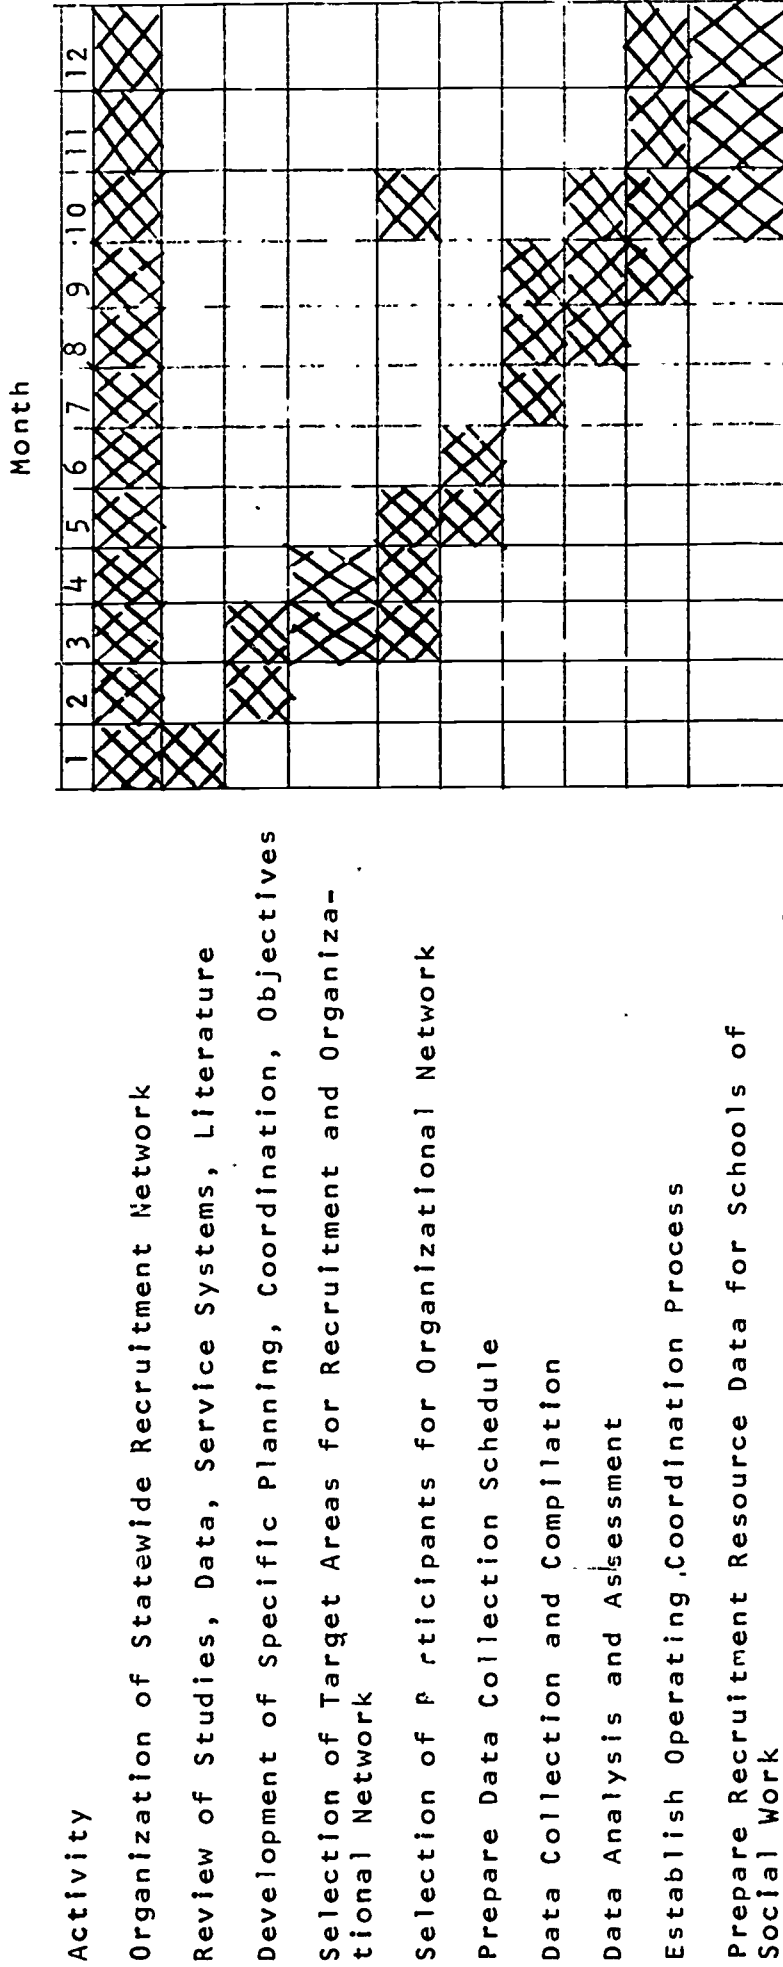 Month
Activity
1 2 3 4 5 6 7 8 9 10 11 12
Organization of Statewide Recruitment Network
Review of Studies, Data, Service Systems, Literature
Development of Specific Planning, Coordination, Objectives
Selection of Target Areas for Recruitment and Organiza-
tional Network
Selection of P rticipants for Organizational Network
Prepare Data Collection Schedule
Data Collection and Compilation
Data Analysis and Assessment
Establish Operating Coordination Process
Prepare Recruitment Resource Data for Schools of
Social Work